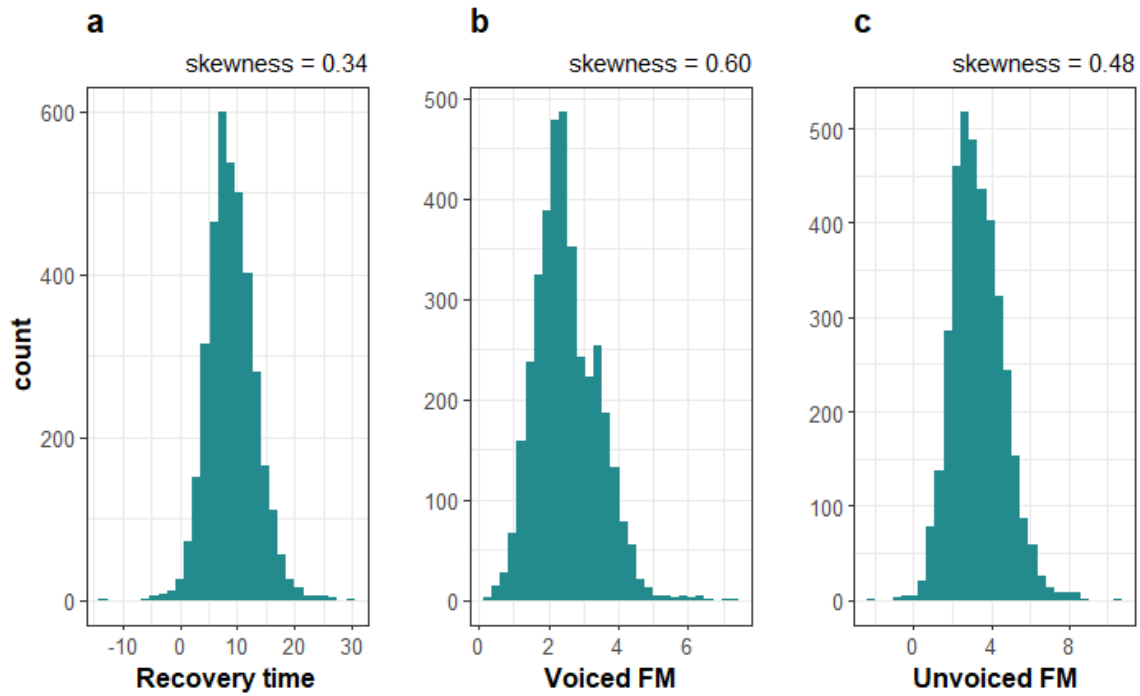 a
skewness = 0.34
600
400
200
0
-10 0 10 20 30
Recovery time
count
b
skewness = 0.60
500
400
300
200
100
0
0 2 4 6
Voiced FM
c
skewness = 0.48
500
400
300
200
100
0
0 4 8
Unvoiced FM